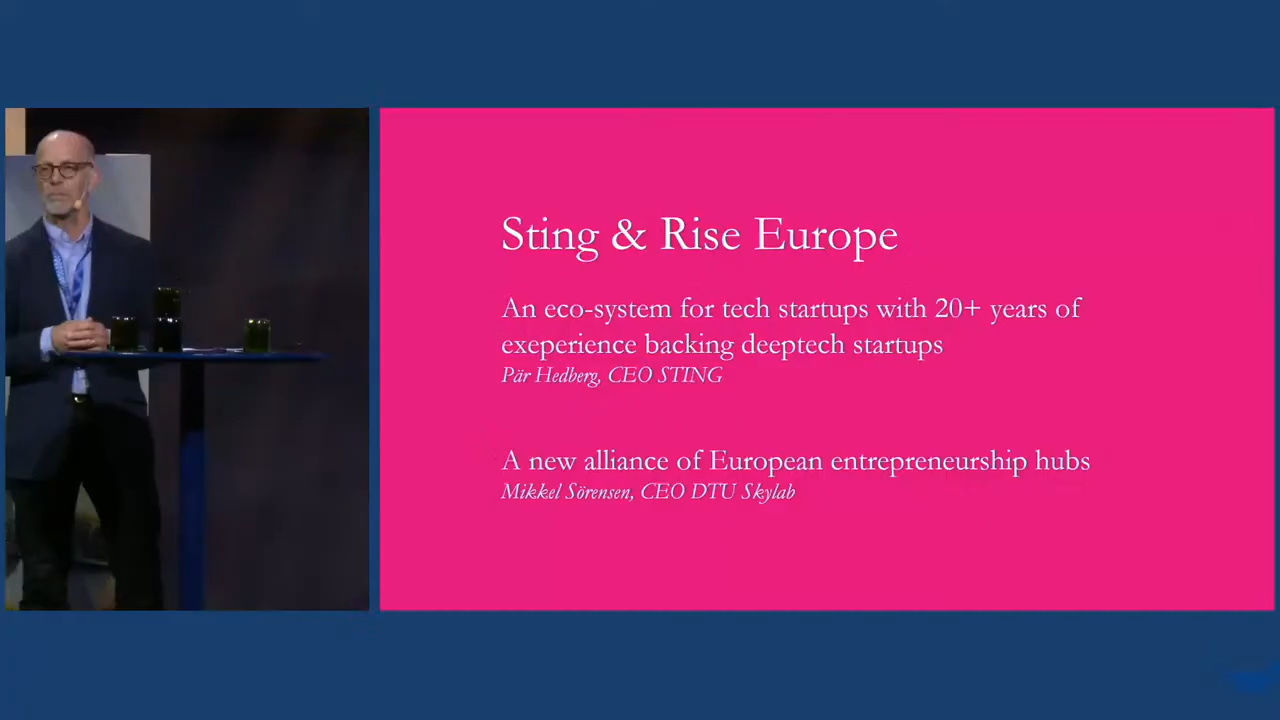 Sting & Rise Europe
An eco-system for tech startups with 20+ years of
exeperience backing deeptech startups
Pär Hedberg, CEO STING
A new alliance of European entrepreneurship hubs
Mikkel Sörensen, CEO DTU Skylab